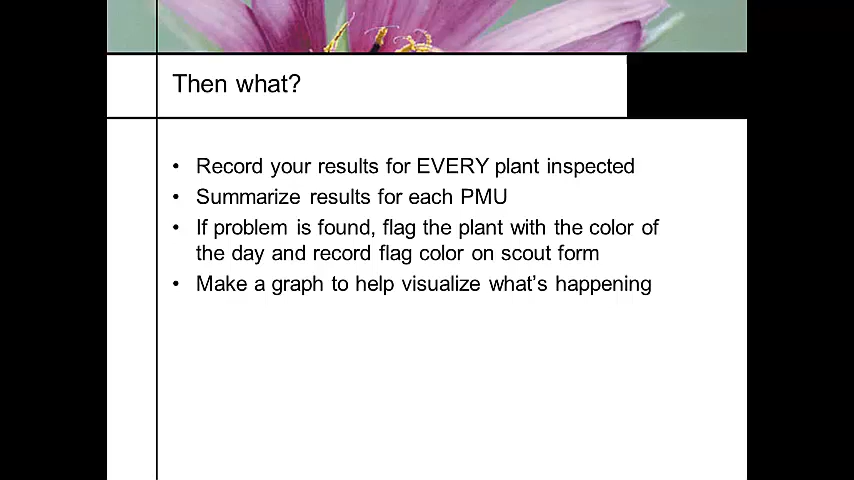 Then what?
• Record your results for EVERY plant inspected
• Summarize results for each PMU
• If problem is found, flag the plant with the color of
the day and record flag color on scout form
• Make a graph to help visualize what's happening